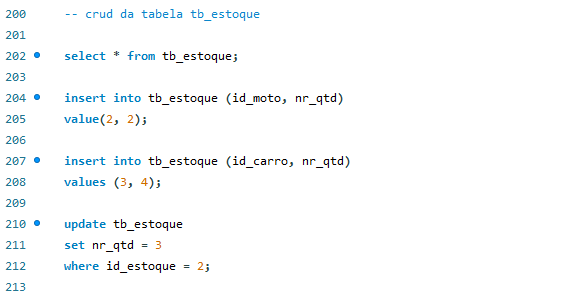 200 -- crud da tabela tb_estoque
201
202 select * from tb_estoque;
203
204 insert into tb_estoque (id_moto, nr_qtd)
205 value(2, 2);
206
207 insert into tb_estoque (id_carro, nr_qtd)
208 values (3, 4);
209
210 update tb_estoque
211 set nr_qtd = 3
212 where id_estoque = 2;
213